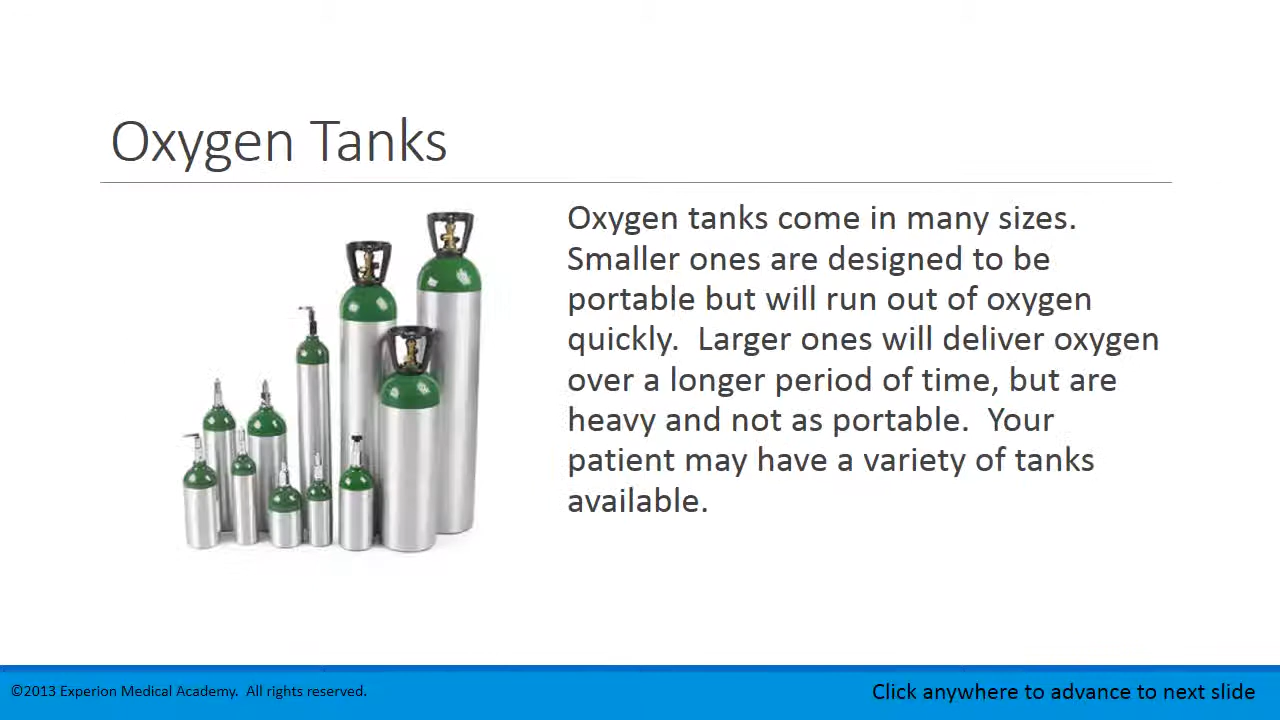 Oxygen Tanks
Oxygen tanks come in many sizes.
Smaller ones are designed to be
portable but will run out of oxygen
quickly.  Larger ones will deliver oxygen
over a longer period of time, but are
heavy and not as portable.  Your
patient may have a variety of tanks
available.
©2013 Experion Medical Academy.  All rights reserved.
Click anywhere to advance to next slide